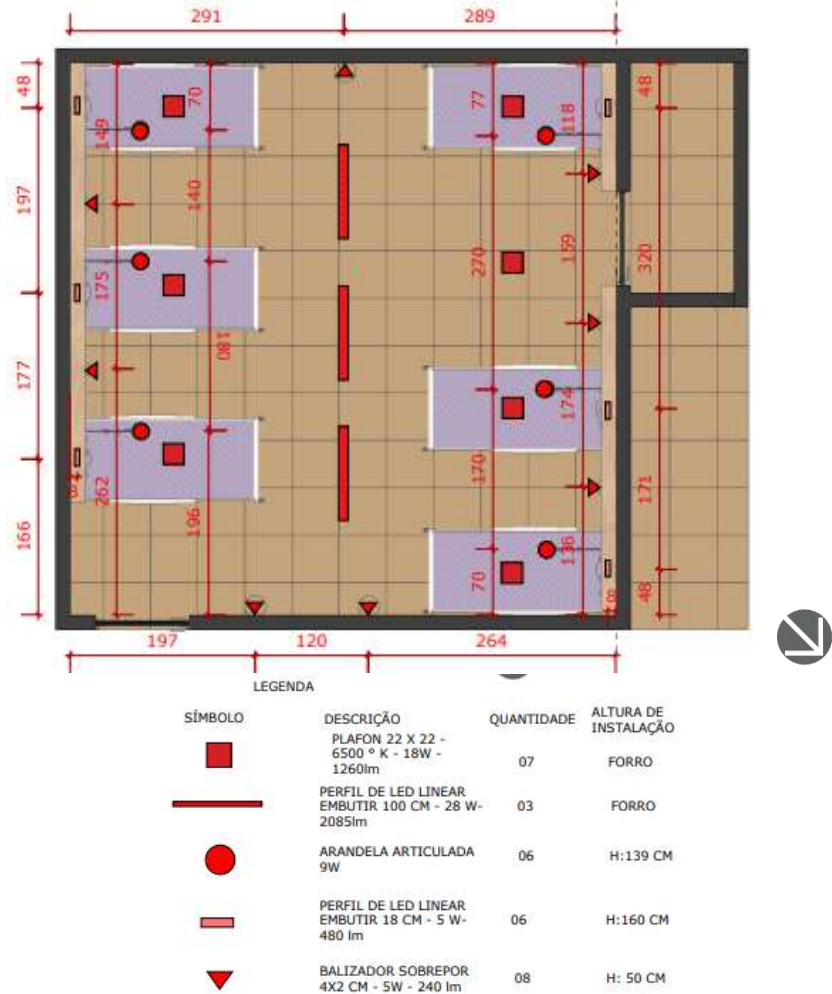 291
289
48
70
77
118
48
149
197
140
270
159
320
175
180
177
174
262
196
170
171
166
70
136
48
8
8
197
120
264
LEGENDA
SÍMBOLO
DESCRIÇÃO
QUANTIDADE
ALTURA DE
INSTALAÇÃO
PLAFON 22 X 22 -
6500 ° K - 18W -
1260lm
07
FORRO
PERFIL DE LED LINEAR
EMBUTIR 100 CM - 28 W-
2085lm
03
FORRO
ARANDELA ARTICULADA
9W
06
H:139 CM
PERFIL DE LED LINEAR
EMBUTIR 18 CM - 5 W-
480 lm
06
H:160 CM
BALIZADOR SOBREPOR
4X2 CM - 5W - 240 lm
08
H: 50 CM